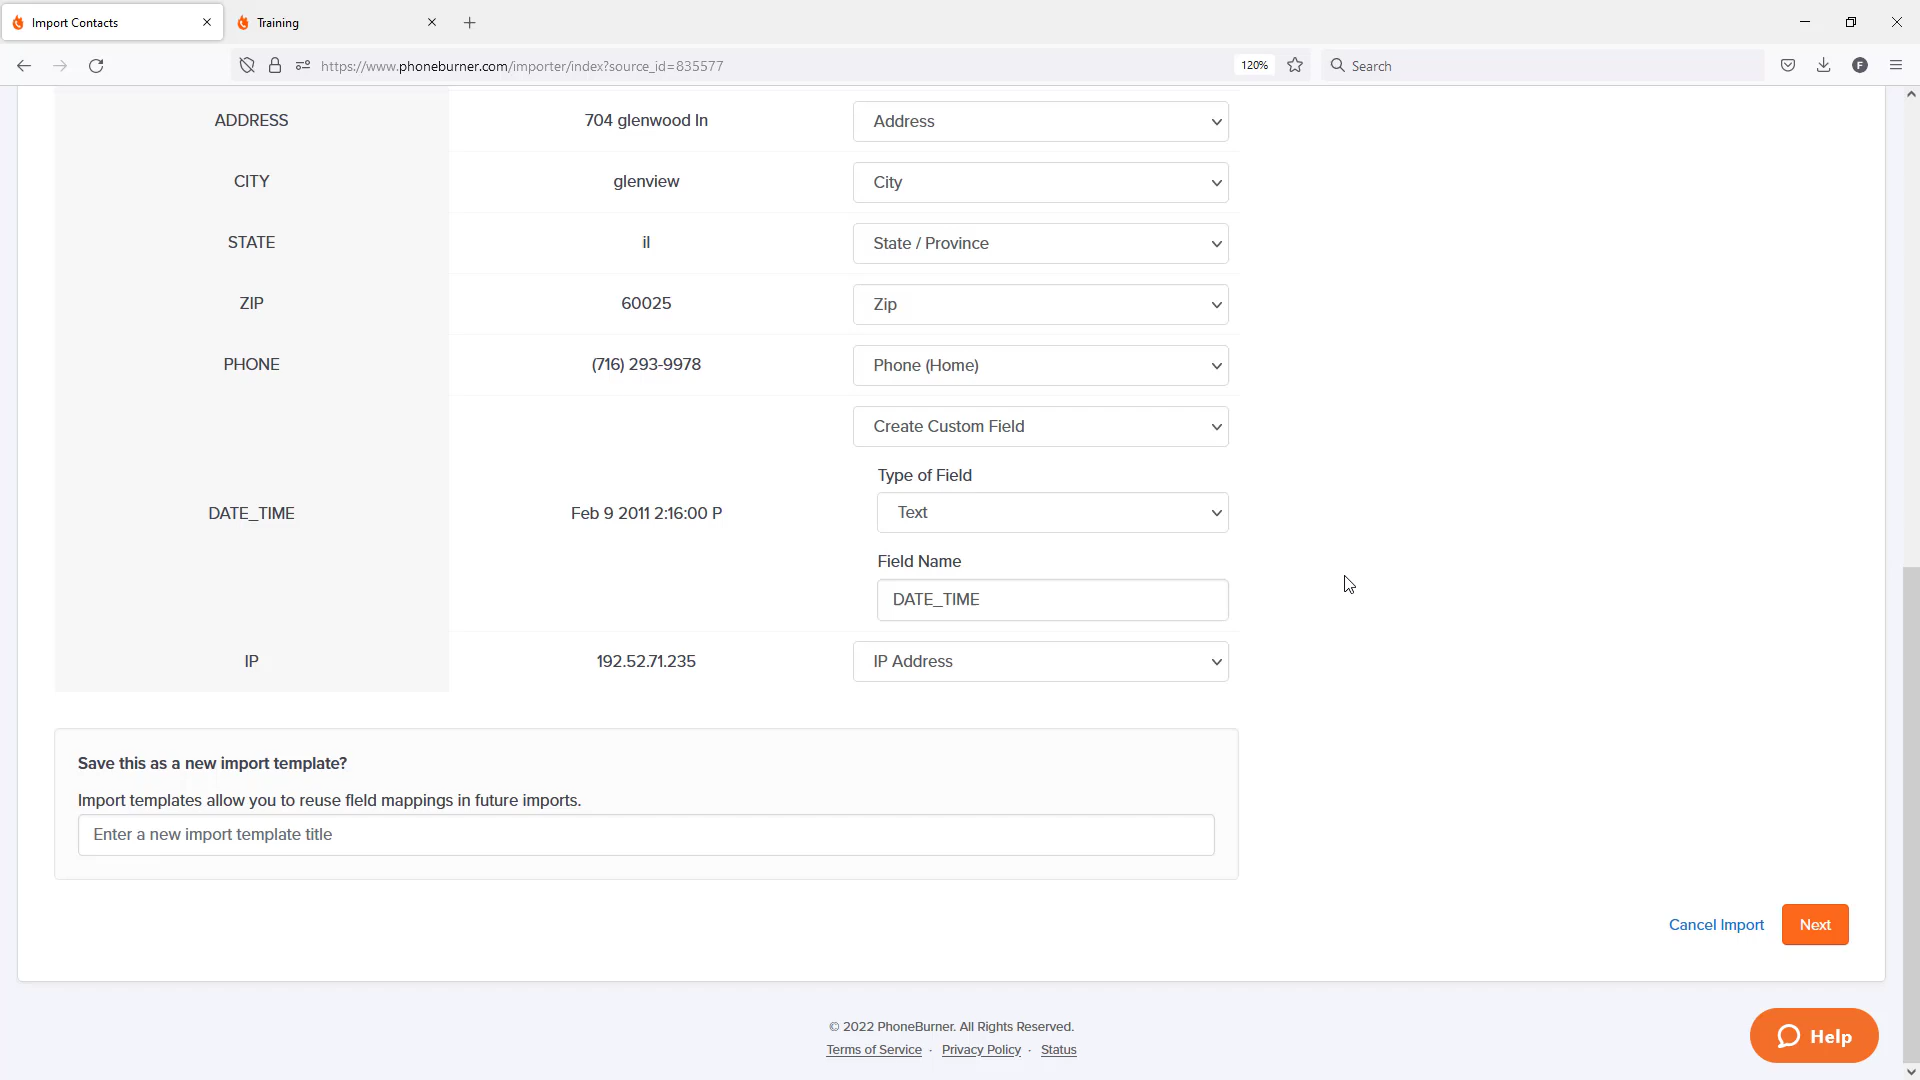 Import Contacts
Training
https://www.phoneburner.com/importer/index?source_id=835577
120%
Search
F
ADDRESS 704 glenwood ln Address
CITY glenview City
STATE il State / Province
ZIP 60025 Zip
PHONE (716) 293-9978 Phone (Home)
Create Custom Field
Type of Field
DATE_TIME Feb 9 2011 2:16:00 P Text
Field Name
DATE_TIME
IP 192.52.71.235 IP Address
Save this as a new import template?
Import templates allow you to reuse field mappings in future imports.
Enter a new import template title
Cancel Import Next
© 2022 PhoneBurner. All Rights Reserved.
Terms of Service · Privacy Policy · Status
Help